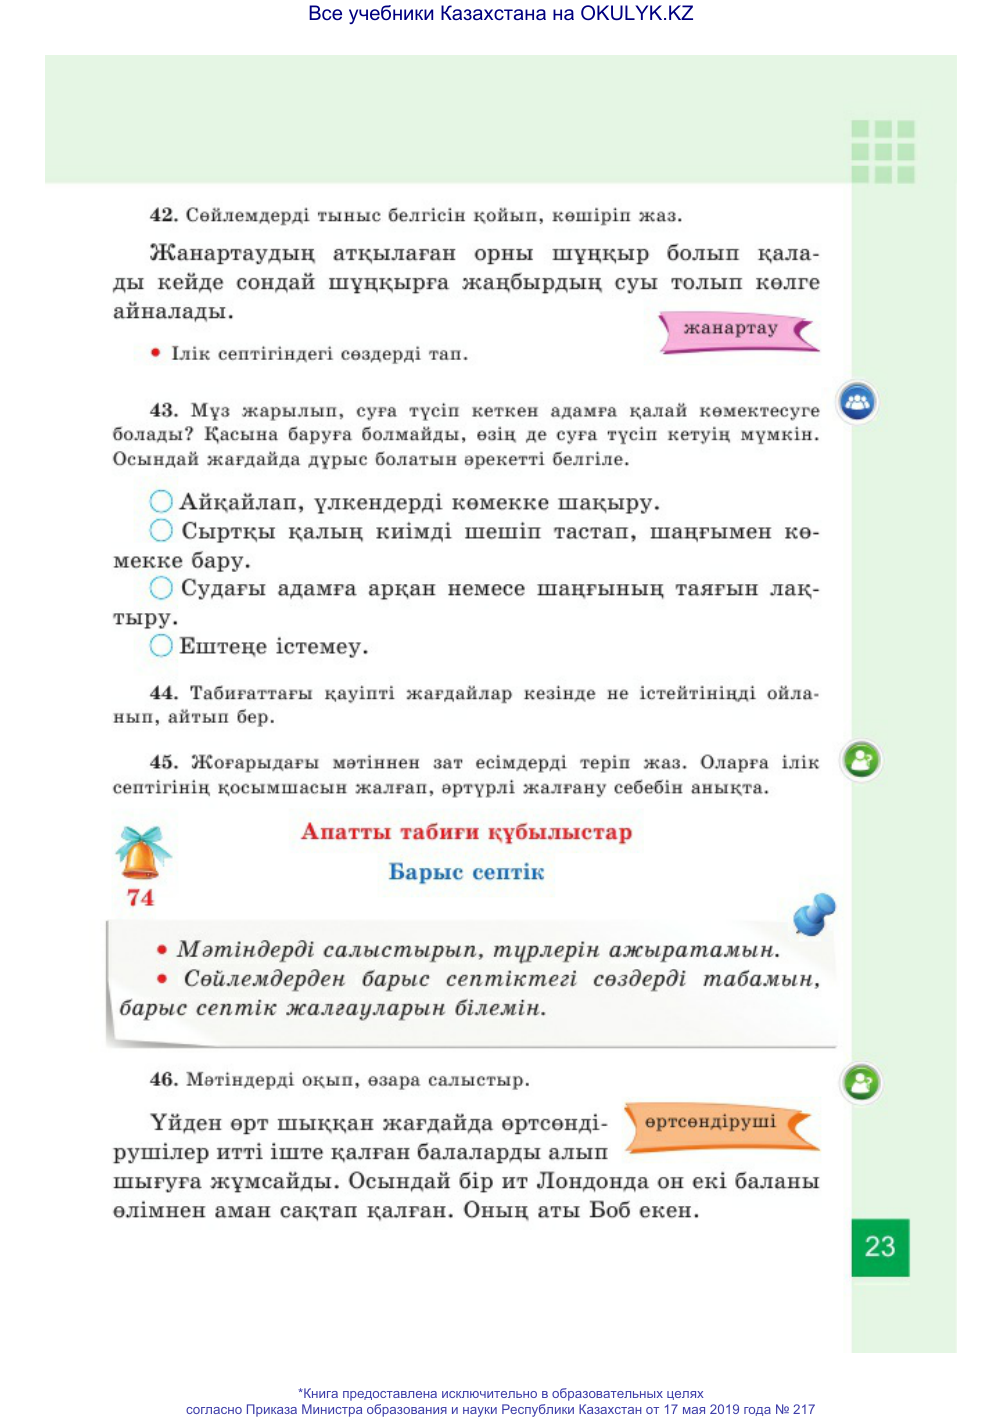 Все учебники Казахстана на OKULYK.KZ
42. Сөйлемдерді тыныс белгісін қойып, көшіріп жаз.
Жанартаудың атқылаған орны шұңқыр болып қала-
ды кейде сондай шұңқырға жаңбырдың суы толып көлге
айналады.
жанартау
• Ілік септігіндегі сөздерді тап.
43. Мұз жарылып, суға түсіп кеткен адамға қалай көмектесуге
болады? Қасына баруға болмайды, өзің де суға түсіп кетуің мүмкін.
Осындай жағдайда дұрыс болатын әрекетті белгіле.
Айқайлап, үлкендерді көмекке шақыру.
Сыртқы қалың киімді шешіп тастап, шаңғымен кө-
мекке бару.
Судағы адамға арқан немесе шаңғының таяғын лақ-
тыру.
Ештеңе істемеу.
44. Табиғаттағы қауіпті жағдайлар кезінде не істейтініңді ойла-
нып, айтып бер.
45. Жоғарыдағы мәтіннен зат есімдерді теріп жаз. Оларға ілік
септігінің қосымшасын жалғап, әртүрлі жалғану себебін анықта.
Апатты табиғи құбылыстар
Барыс септік
74
• Мәтіндерді салыстырып, түрлерін ажыратамын.
• Сөйлемдерден барыс септіктегі сөздерді табамын,
барыс септік жалғауларын білемін.
46. Мәтіндерді оқып, өзара салыстыр.
Үйден өрт шыққан жағдайда өртсөнді-
рушілер итті іште қалған балаларды алып
өртсөндіруші
шығуға жұмсайды. Осындай бір ит Лондонда он екі баланы
өлімнен аман сақтап қалған. Оның аты Боб екен.
23
*Книга предоставлена исключительно в образовательных целях
согласно Приказа Министра образования и науки Республики Казахстан от 17 мая 2019 года № 217